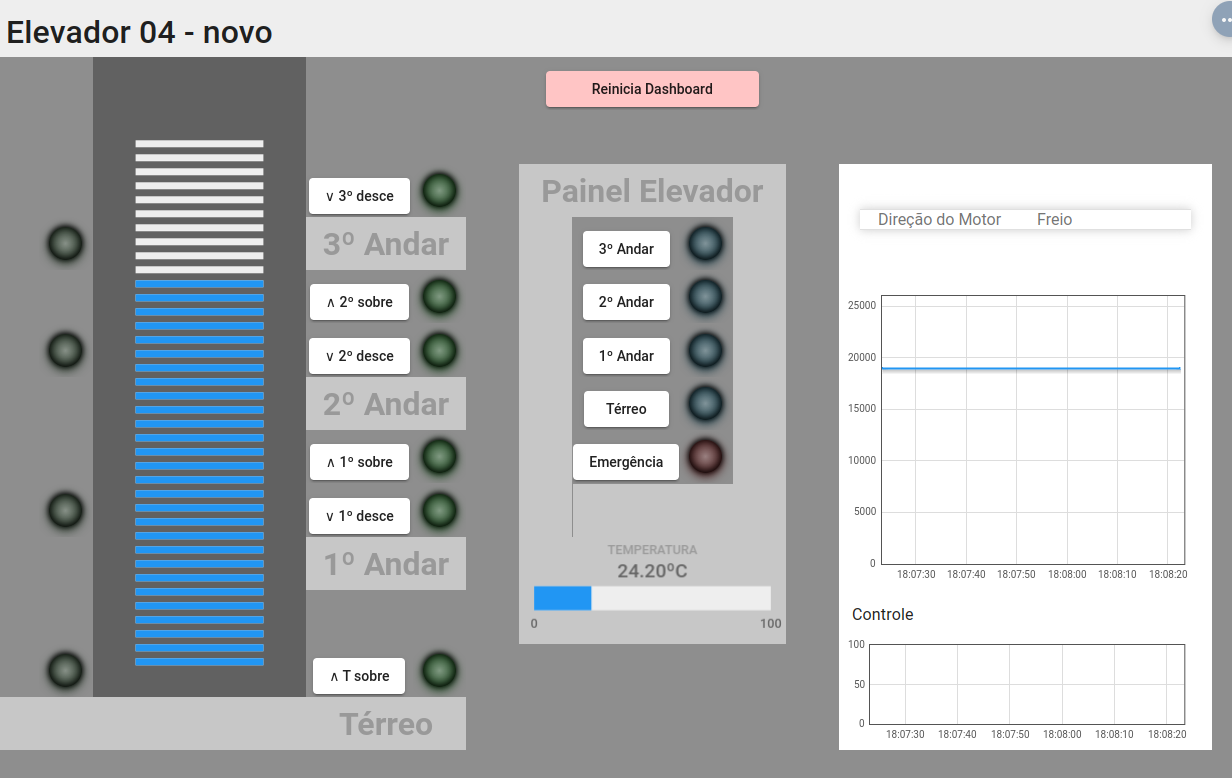 Elevador 04 - novo
Reinicia Dashboard
∨ 3º desce
3º Andar
∧ 2º sobre
∨ 2º desce
2º Andar
∧ 1º sobre
∨ 1º desce
1º Andar
∧ T sobre
Térreo
Painel Elevador
3º Andar
2º Andar
1º Andar
Térreo
Emergência
TEMPERATURA
24.20ºC
0 100
Direção do Motor Freio
25000
20000
15000
10000
5000
0
18:07:30 18:07:40 18:07:50 18:08:00 18:08:10 18:08:20
Controle
100
50
0
18:07:30 18:07:40 18:07:50 18:08:00 18:08:10 18:08:20